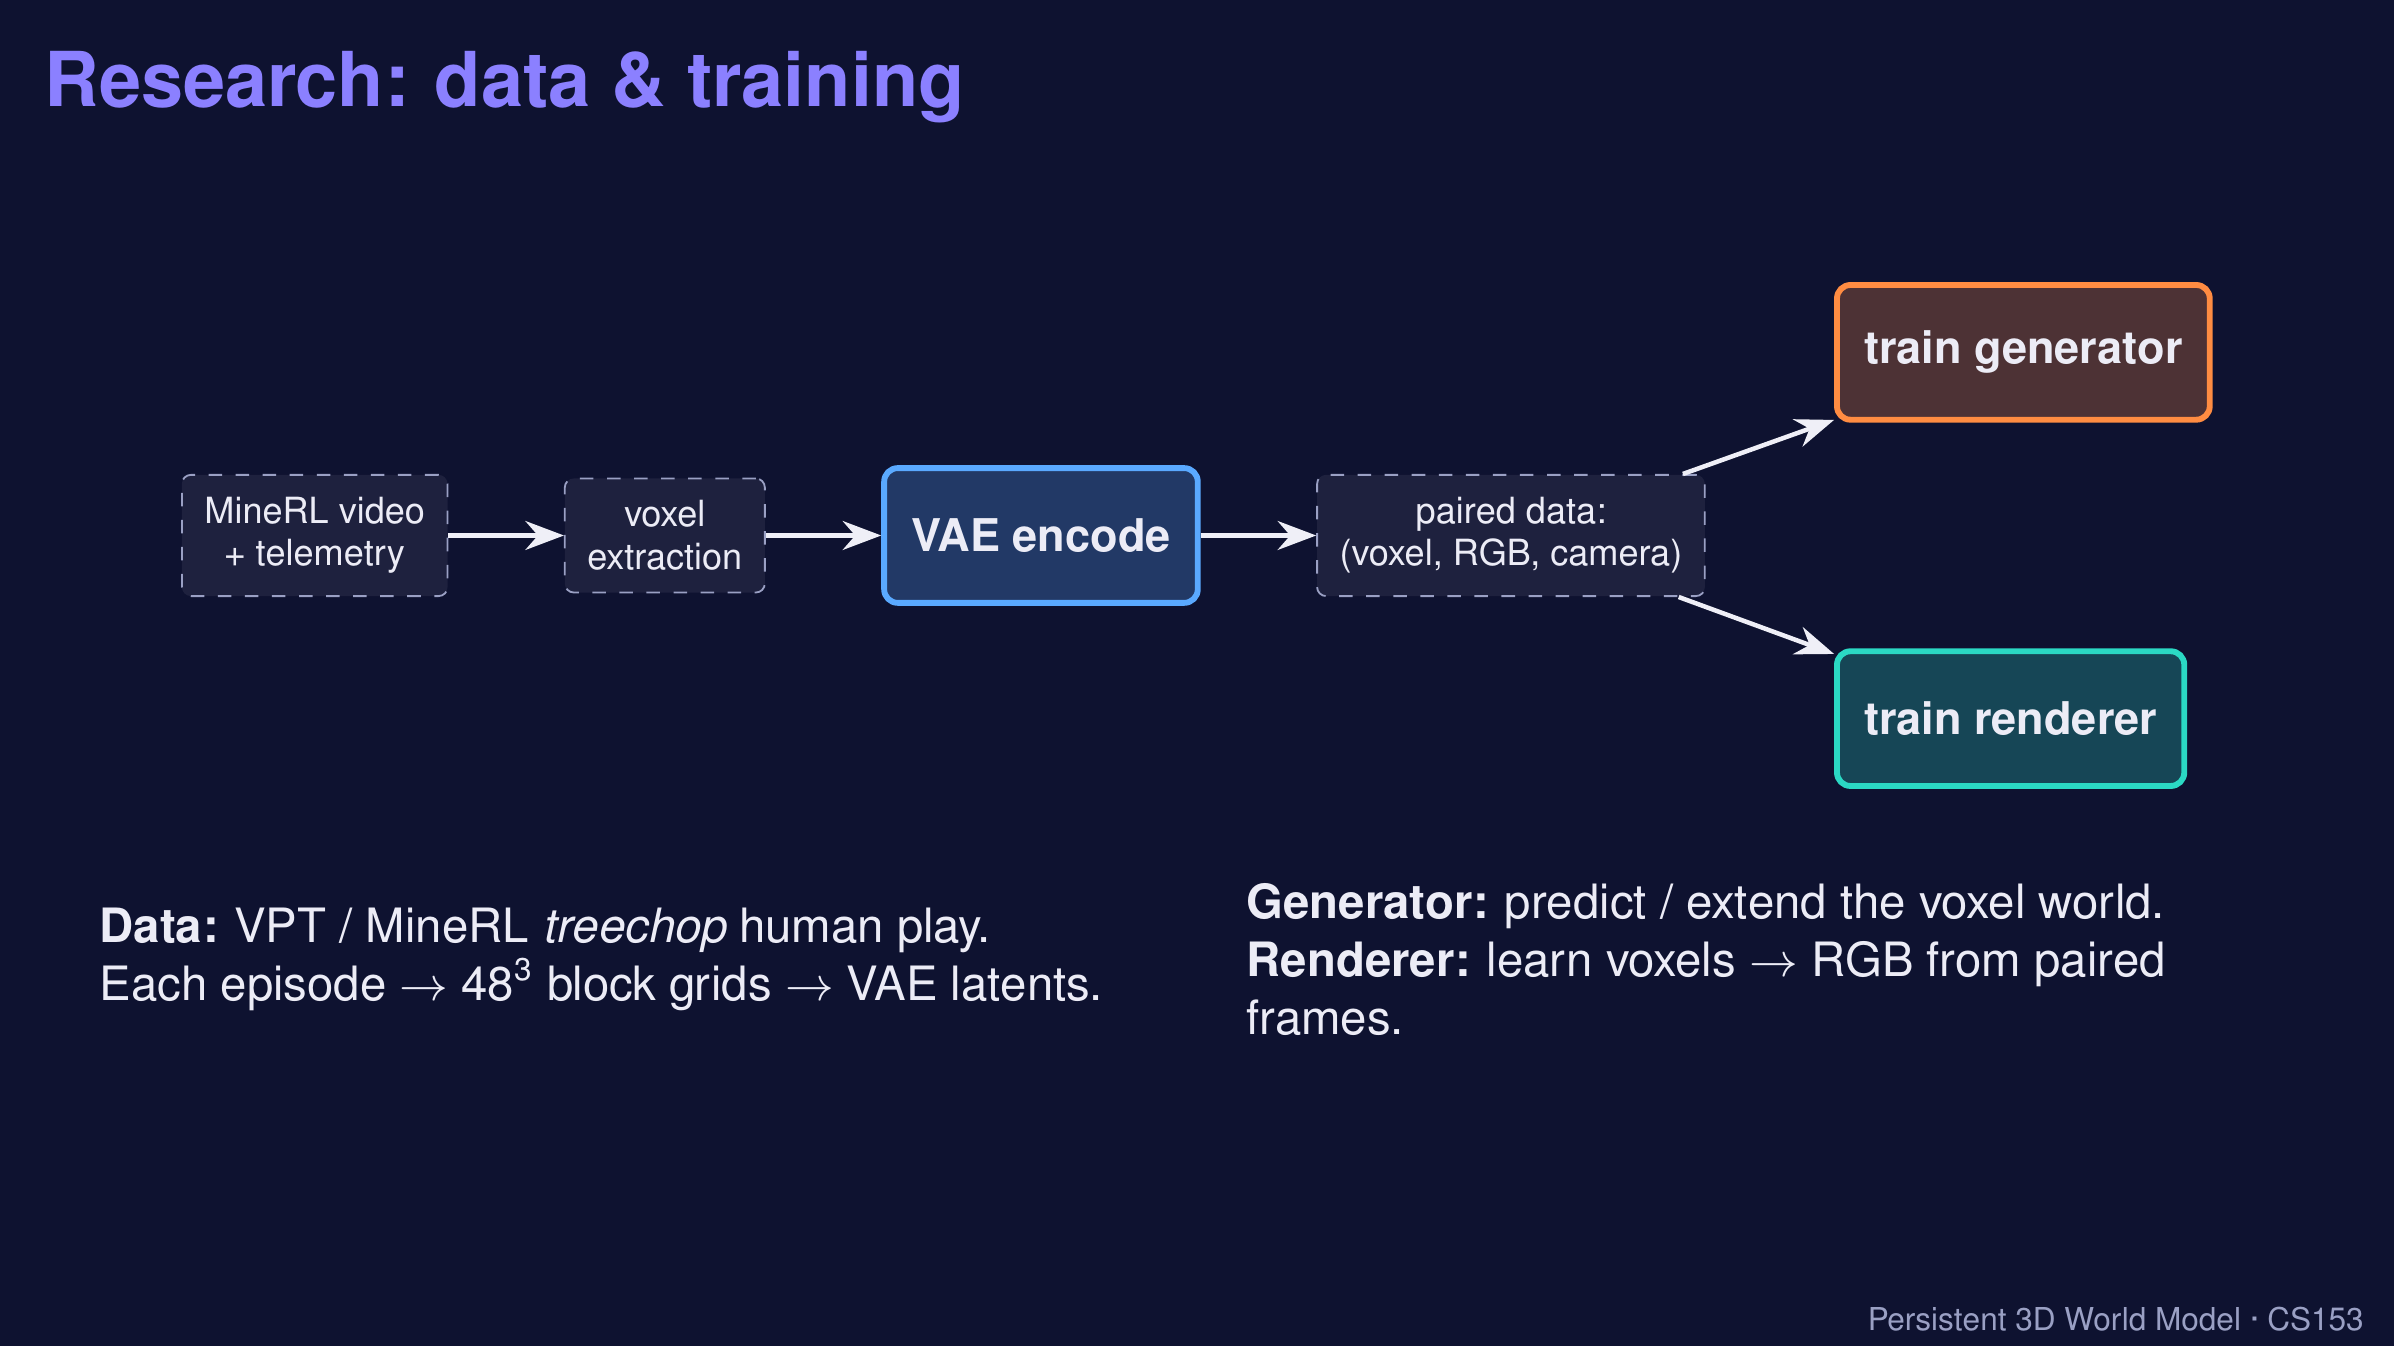 Research: data & training
MineRL video
+ telemetry
voxel
extraction
VAE encode
paired data:
(voxel, RGB, camera)
train generator
train renderer
Data: VPT / MineRL treechop human play.
Each episode → 48³ block grids → VAE latents.
Generator: predict / extend the voxel world.
Renderer: learn voxels → RGB from paired
frames.
Persistent 3D World Model · CS153